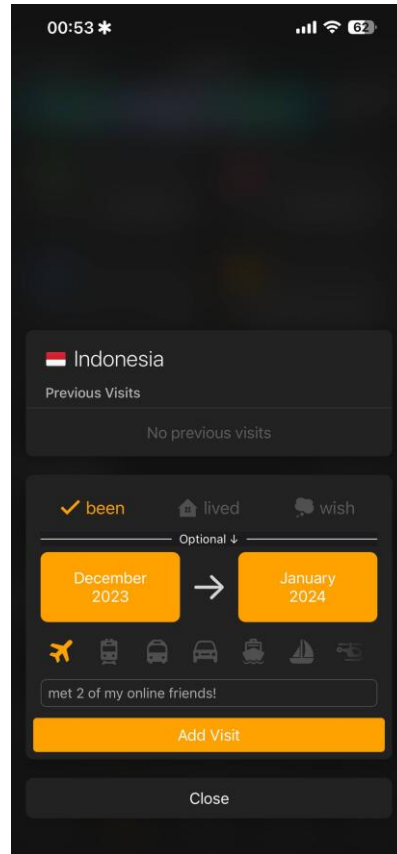 00:53
62
Indonesia
Previous Visits
No previous visits
been
lived
wish
Optional ↓
December
2023
January
2024
met 2 of my online friends!
Add Visit
Close